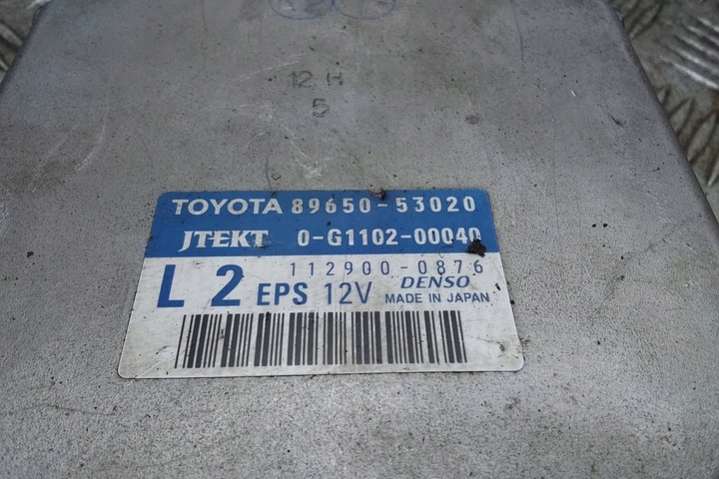 12 H
5
TOYOTA 89650-53020
JTEKT 0-G1102-00040
112900-0876
L 2 EPS 12V DENSO
MADE IN JAPAN